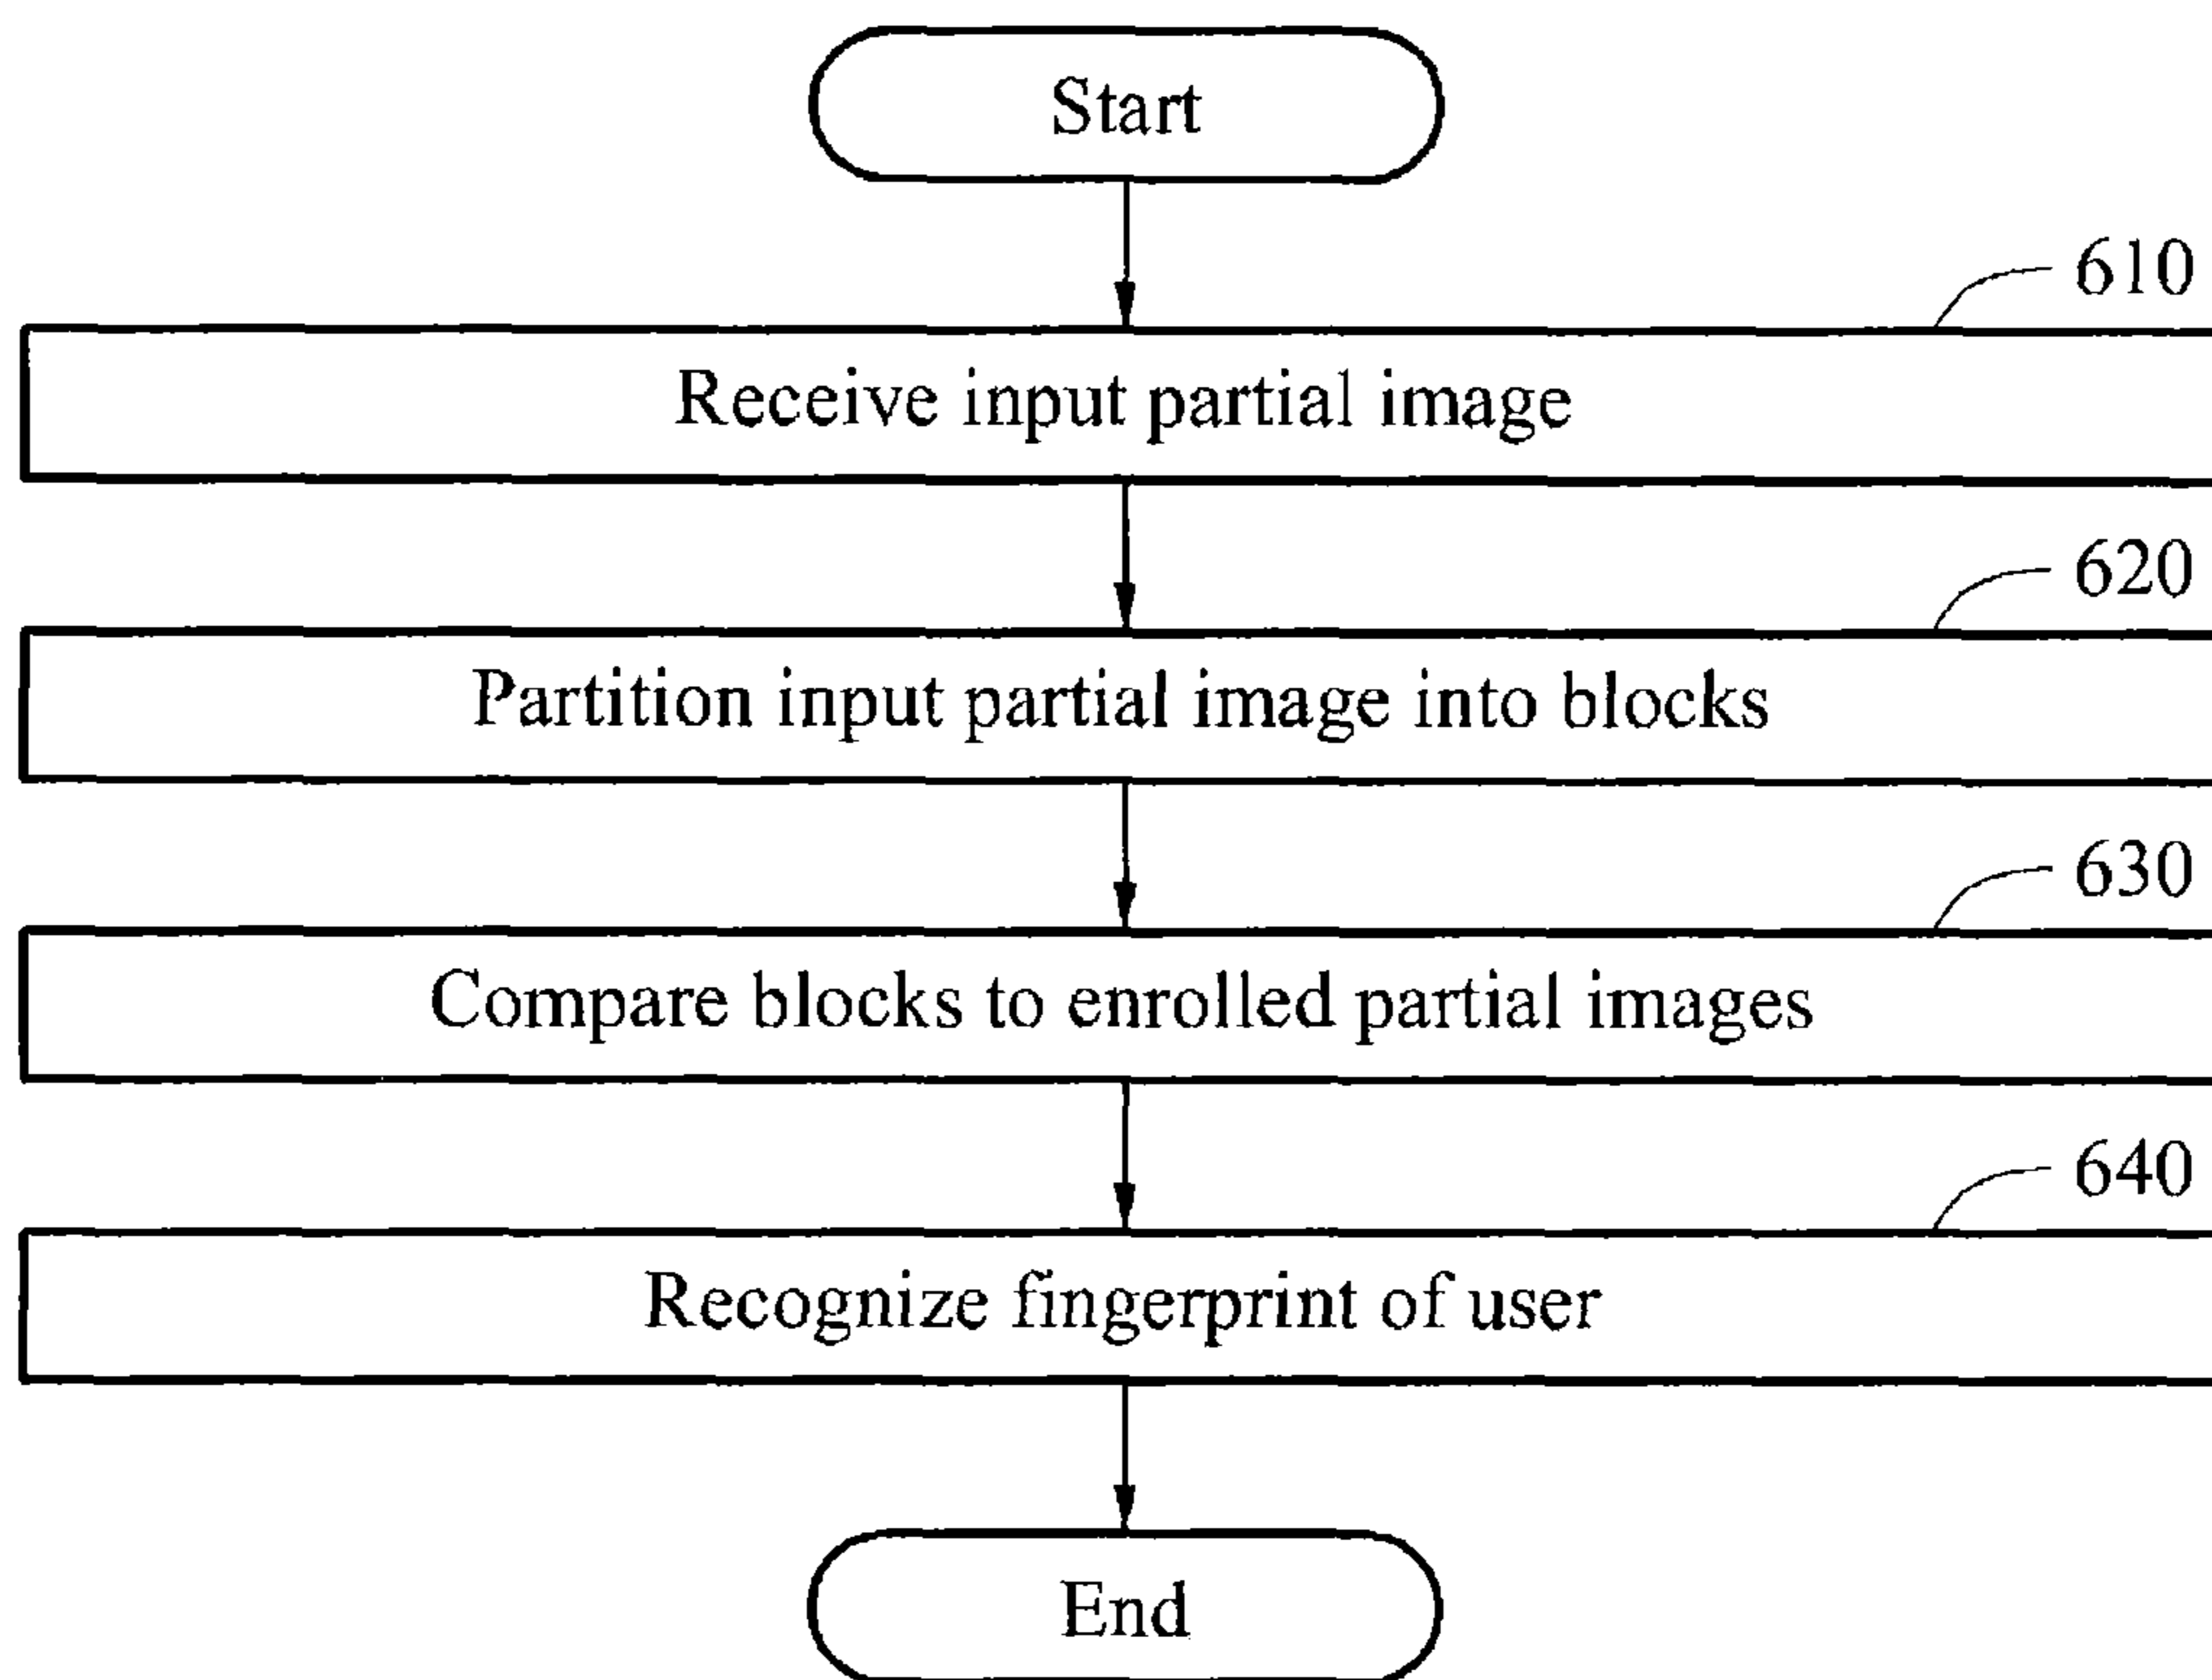 Start
610
Receive input partial image
620
Partition input partial image into blocks
630
Compare blocks to enrolled partial images
640
Recognize fingerprint of user
End